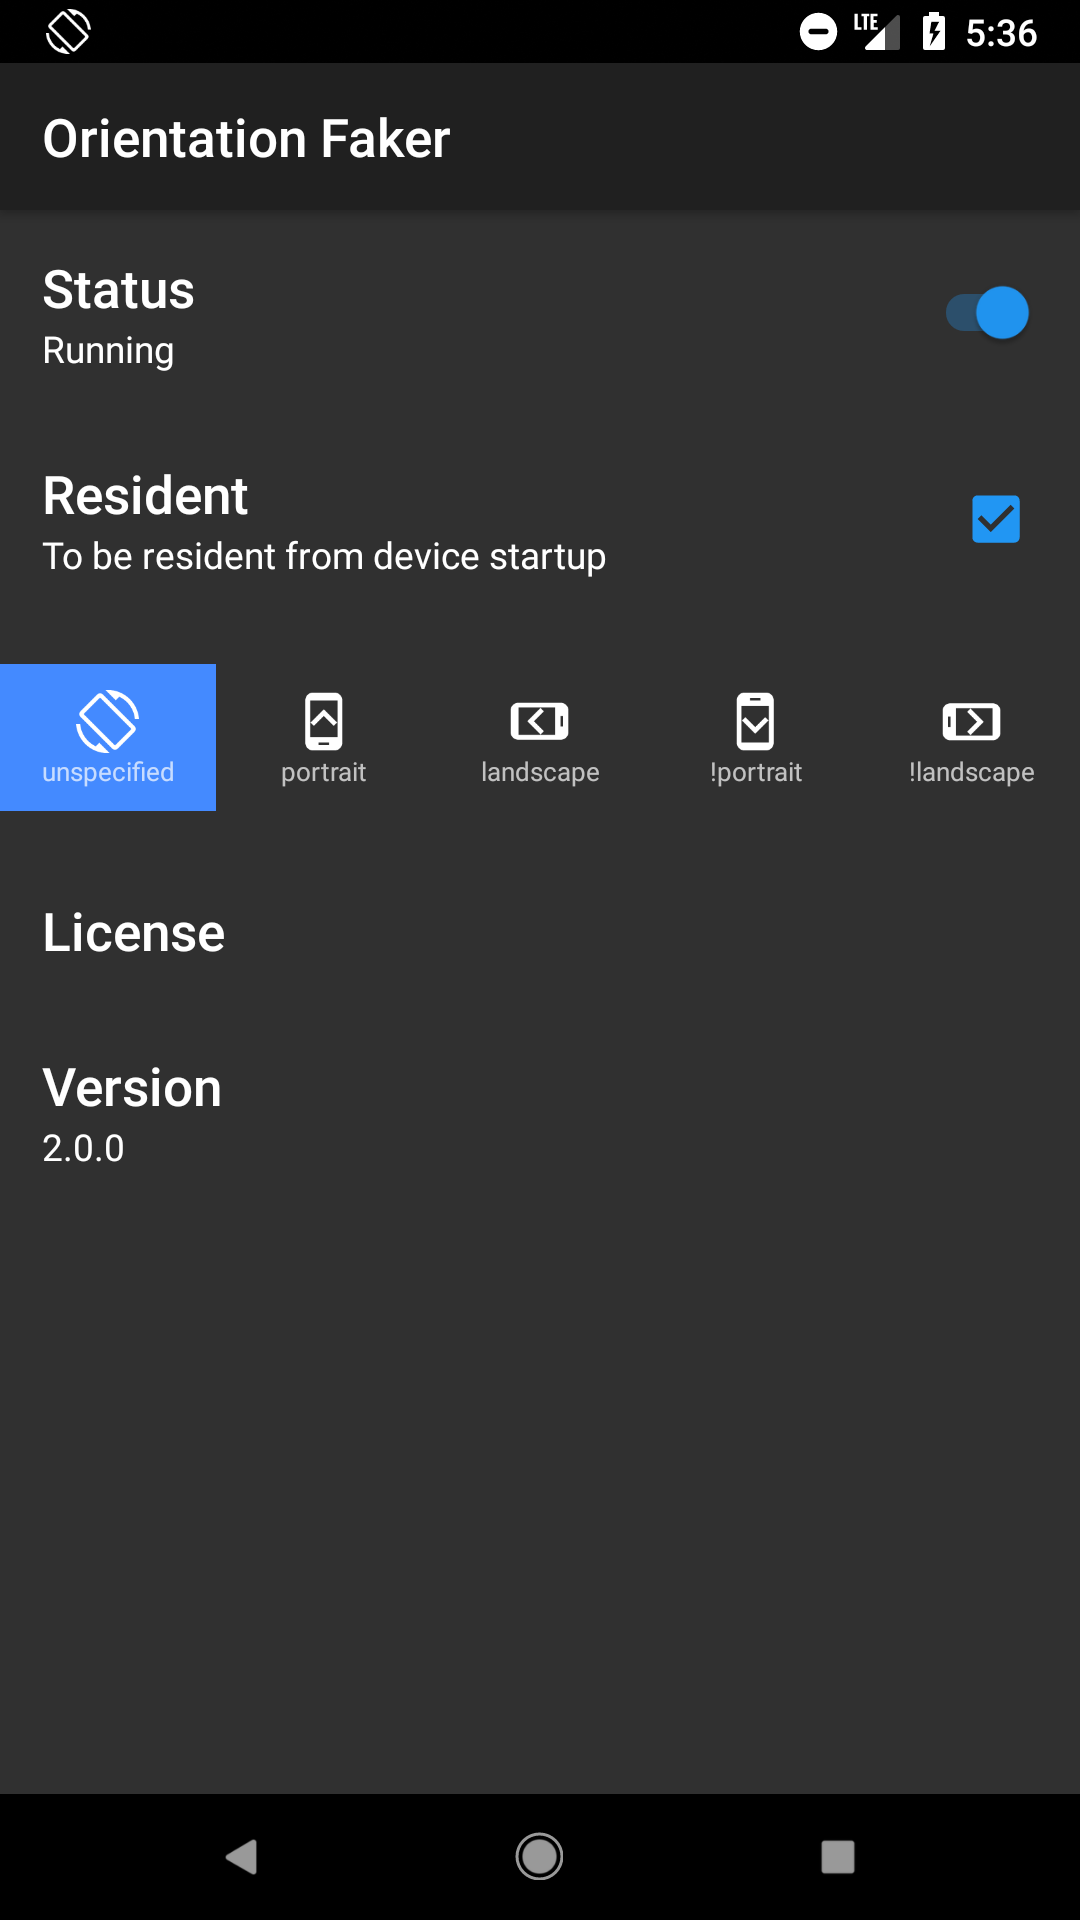 LTE 5:36
Orientation Faker
Status
Running
Resident
To be resident from device startup
unspecified portrait landscape !portrait !landscape
License
Version
2.0.0